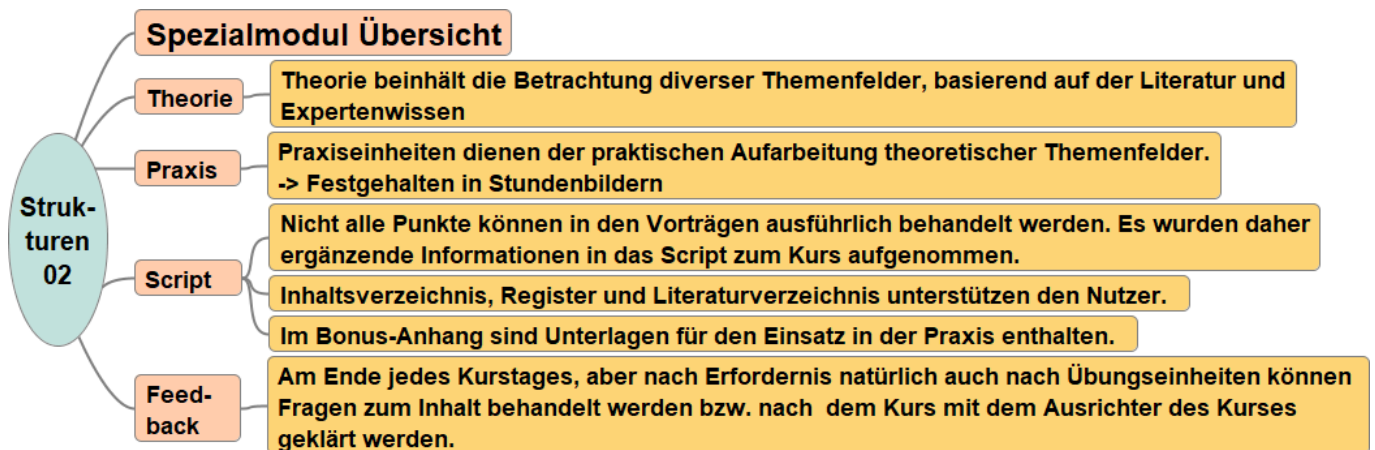 Spezialmodul Übersicht
Theorie
Theorie beinhält die Betrachtung diverser Themenfelder, basierend auf der Literatur und
Expertenwissen
Praxis
Praxiseinheiten dienen der praktischen Aufarbeitung theoretischer Themenfelder.
-> Festgehalten in Stundenbildern
Struk-
turen
02
Script
Nicht alle Punkte können in den Vorträgen ausführlich behandelt werden. Es wurden daher
ergänzende Informationen in das Script zum Kurs aufgenommen.
Inhaltsverzeichnis, Register und Literaturverzeichnis unterstützen den Nutzer.
Im Bonus-Anhang sind Unterlagen für den Einsatz in der Praxis enthalten.
Feed-
back
Am Ende jedes Kurstages, aber nach Erfordernis natürlich auch nach Übungseinheiten können
Fragen zum Inhalt behandelt werden bzw. nach  dem Kurs mit dem Ausrichter des Kurses
geklärt werden.